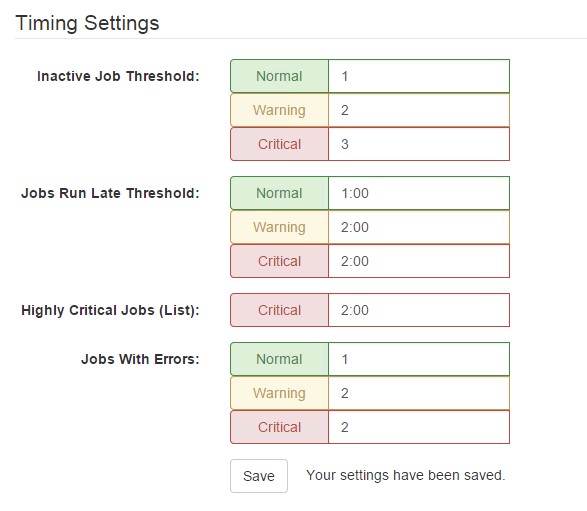 Timing Settings
Inactive Job Threshold: Normal 1
Warning 2
Critical 3
Jobs Run Late Threshold: Normal 1:00
Warning 2:00
Critical 2:00
Highly Critical Jobs (List): Critical 2:00
Jobs With Errors: Normal 1
Warning 2
Critical 2
Save Your settings have been saved.